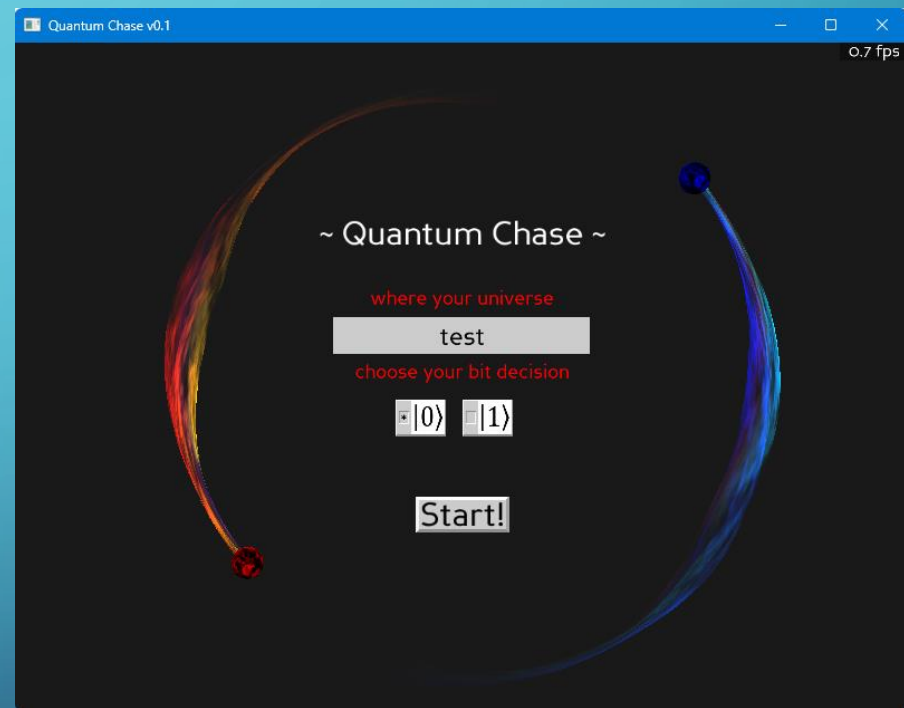 Quantum Chase v0.1
0.7 fps
~ Quantum Chase ~
where your universe
test
choose your bit decision
|0⟩ |1⟩
Start!